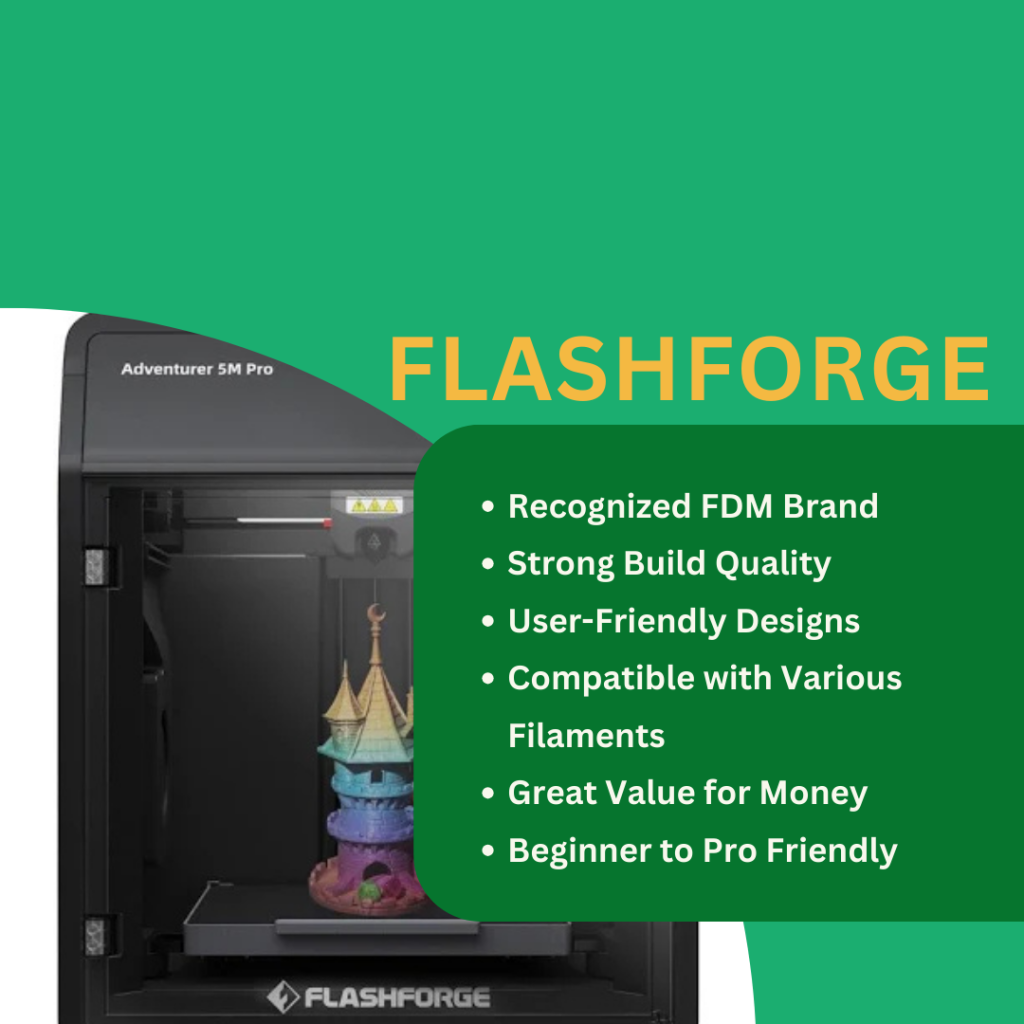 Adventurer 5M Pro
FLASHFORGE
• Recognized FDM Brand
• Strong Build Quality
• User-Friendly Designs
• Compatible with Various
Filaments
• Great Value for Money
• Beginner to Pro Friendly
FLASHFORGE